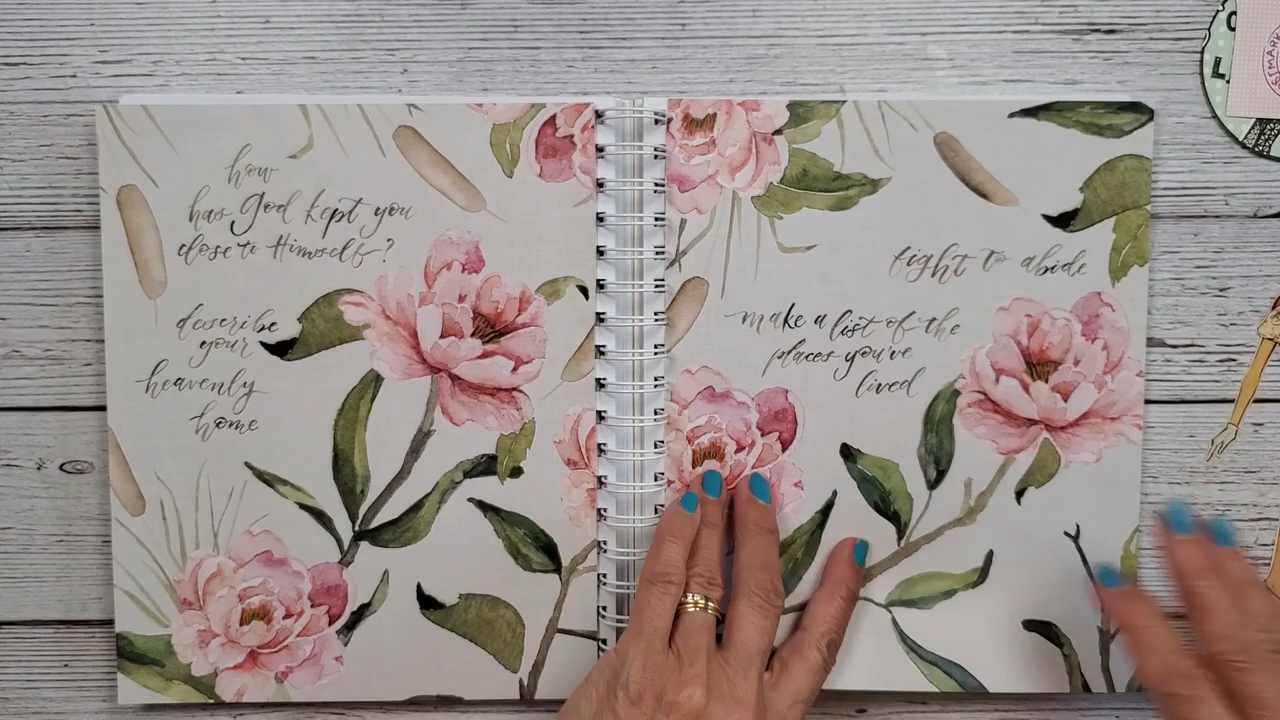 how
has God kept you
close to Himself?
describe
your
heavenly
home
fight to abide
make a list of the
places you've
lived